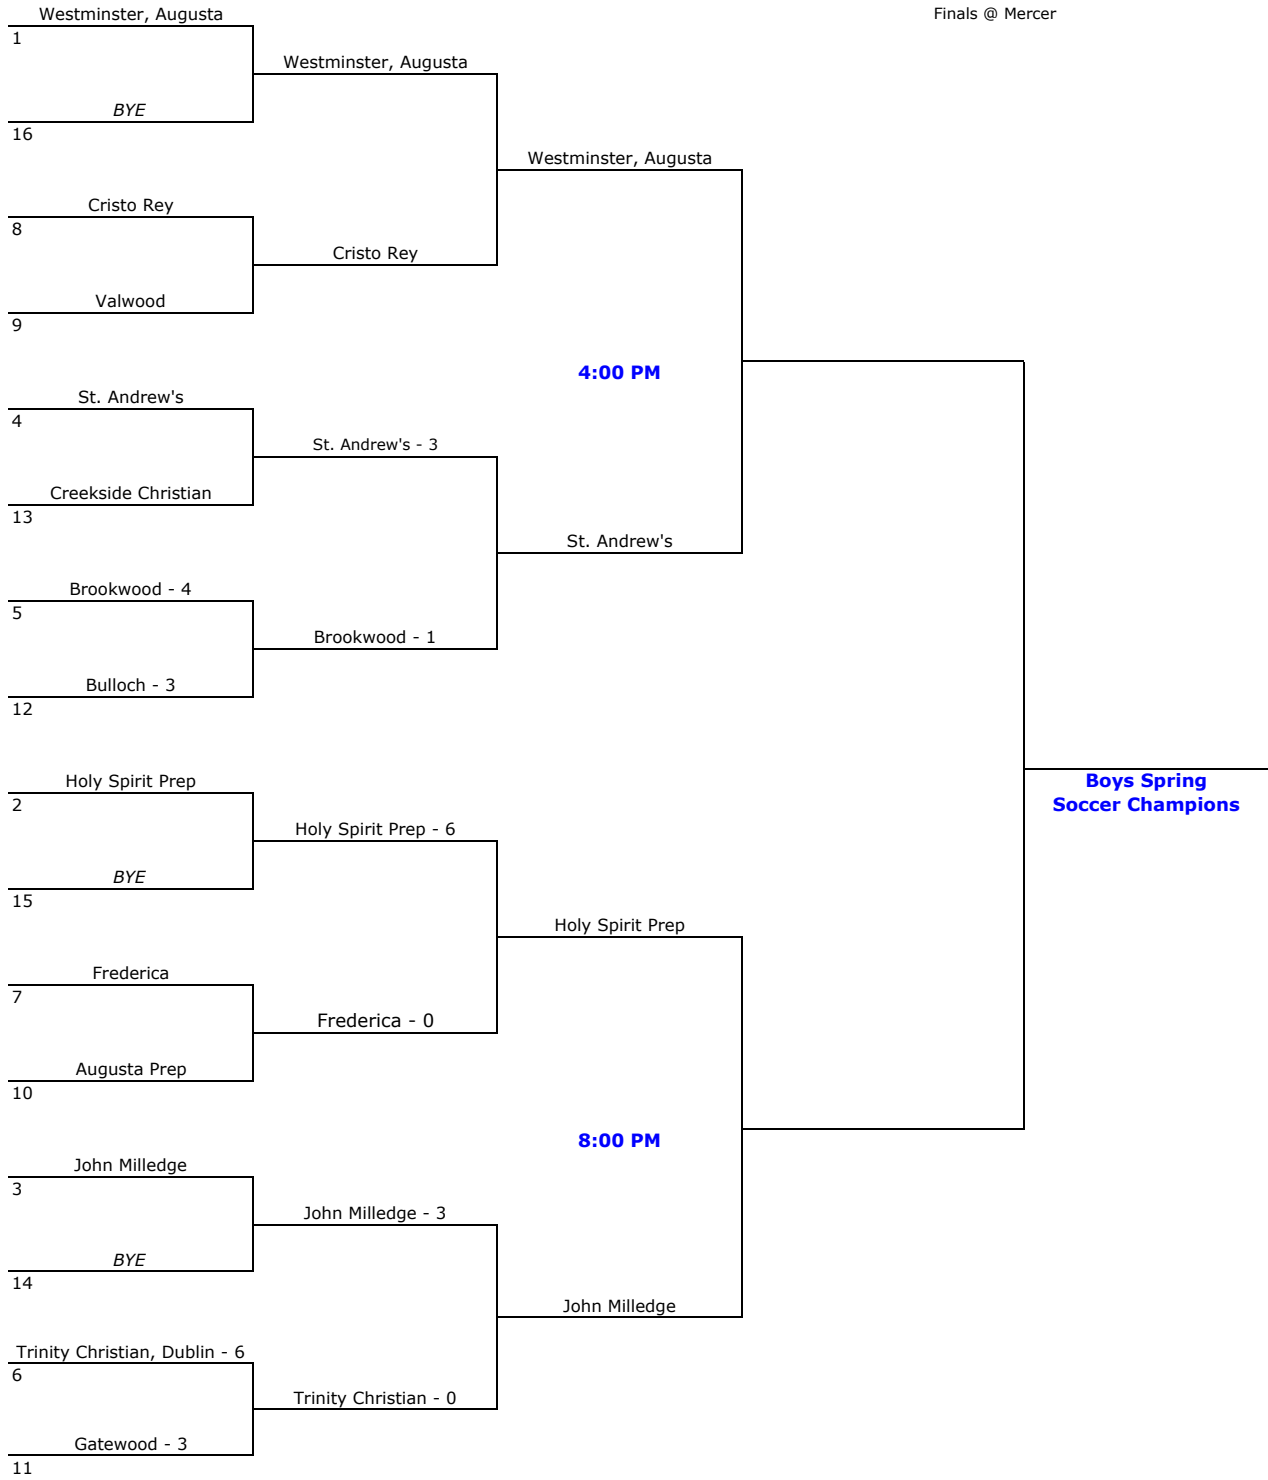 Westminster, Augusta
Finals @ Mercer
1
Westminster, Augusta
BYE
16
Westminster, Augusta
Cristo Rey
8
Cristo Rey
Valwood
9
4:00 PM
St. Andrew's
4
St. Andrew's - 3
Creekside Christian
13
St. Andrew's
Brookwood - 4
5
Brookwood - 1
Bulloch - 3
12
Holy Spirit Prep
Boys Spring
Soccer Champions
2
Holy Spirit Prep - 6
BYE
15
Holy Spirit Prep
Frederica
7
Frederica - 0
Augusta Prep
10
8:00 PM
John Milledge
3
John Milledge - 3
BYE
14
John Milledge
Trinity Christian, Dublin - 6
6
Trinity Christian - 0
Gatewood - 3
11